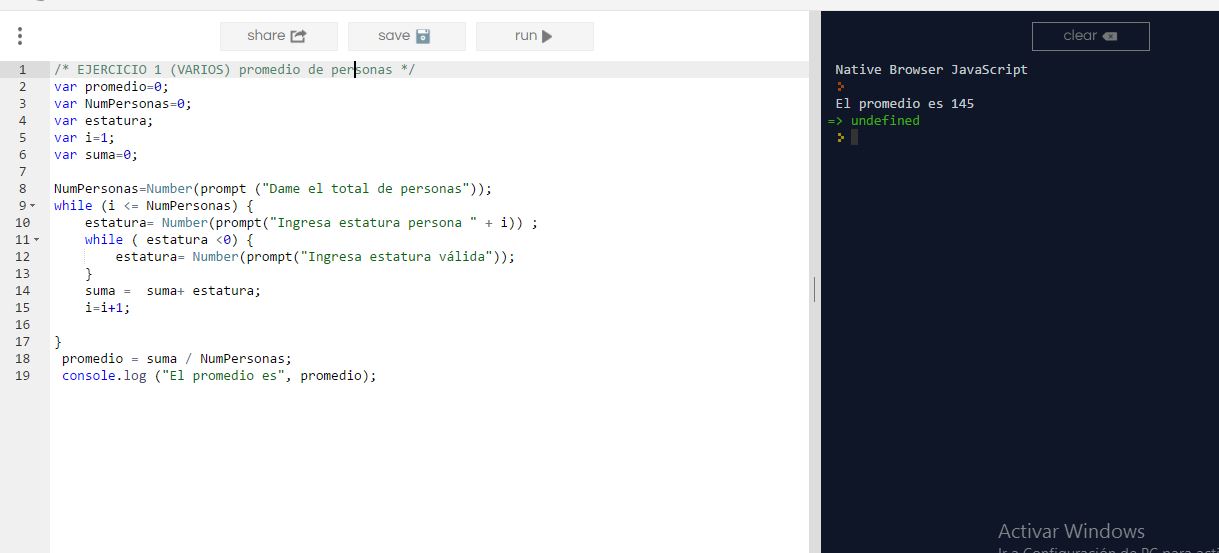 share
save
run
clear
1 /* EJERCICIO 1 (VARIOS) promedio de personas */
2 var promedio=0;
3 var NumPersonas=0;
4 var estatura;
5 var i=1;
6 var suma=0;
7
8 NumPersonas=Number(prompt ("Dame el total de personas"));
9 while (i <= NumPersonas) {
10 estatura= Number(prompt("Ingresa estatura persona " + i)) ;
11 while ( estatura <0) {
12 estatura= Number(prompt("Ingresa estatura válida"));
13 }
14 suma =  suma+ estatura;
15 i=i+1;
16
17 }
18 promedio = suma / NumPersonas;
19 console.log ("El promedio es", promedio);
Native Browser JavaScript
El promedio es 145
=> undefined
Activar Windows
Ir a Configuración de PC para act